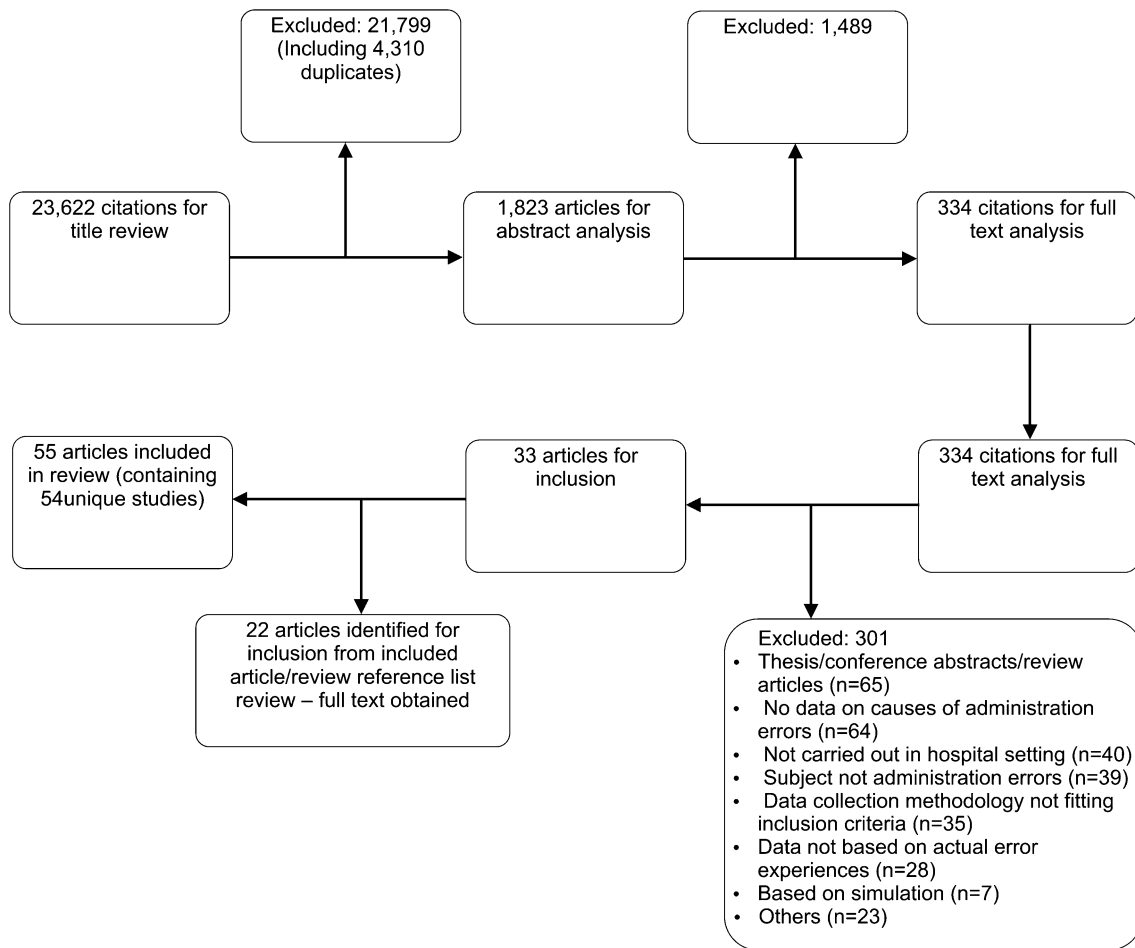 Excluded: 21,799
(Including 4,310
duplicates)
Excluded: 1,489
23,622 citations for
title review
1,823 articles for
abstract analysis
334 citations for full
text analysis
55 articles included
in review (containing
54unique studies)
33 articles for
inclusion
334 citations for full
text analysis
22 articles identified for
inclusion from included
article/review reference list
review – full text obtained
Excluded: 301
• Thesis/conference abstracts/review
articles (n=65)
• No data on causes of administration
errors (n=64)
• Not carried out in hospital setting (n=40)
• Subject not administration errors (n=39)
• Data collection methodology not fitting
inclusion criteria (n=35)
• Data not based on actual error
experiences (n=28)
• Based on simulation (n=7)
• Others (n=23)